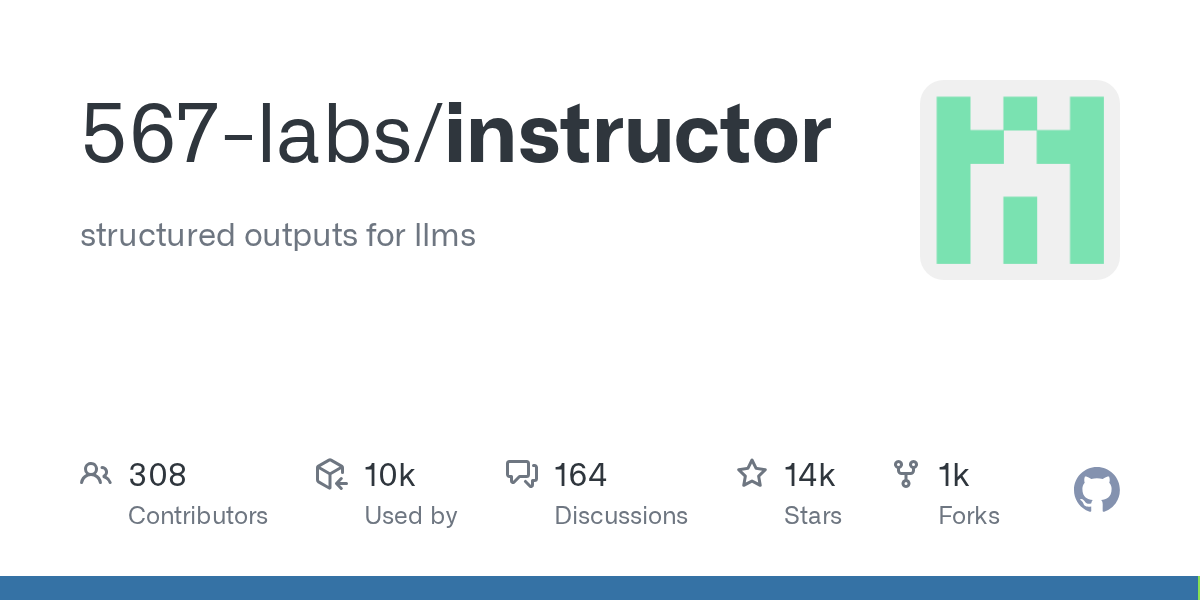 567-labs/instructor
structured outputs for llms
308 10k 164 14k 1k
Contributors Used by Discussions Stars Forks